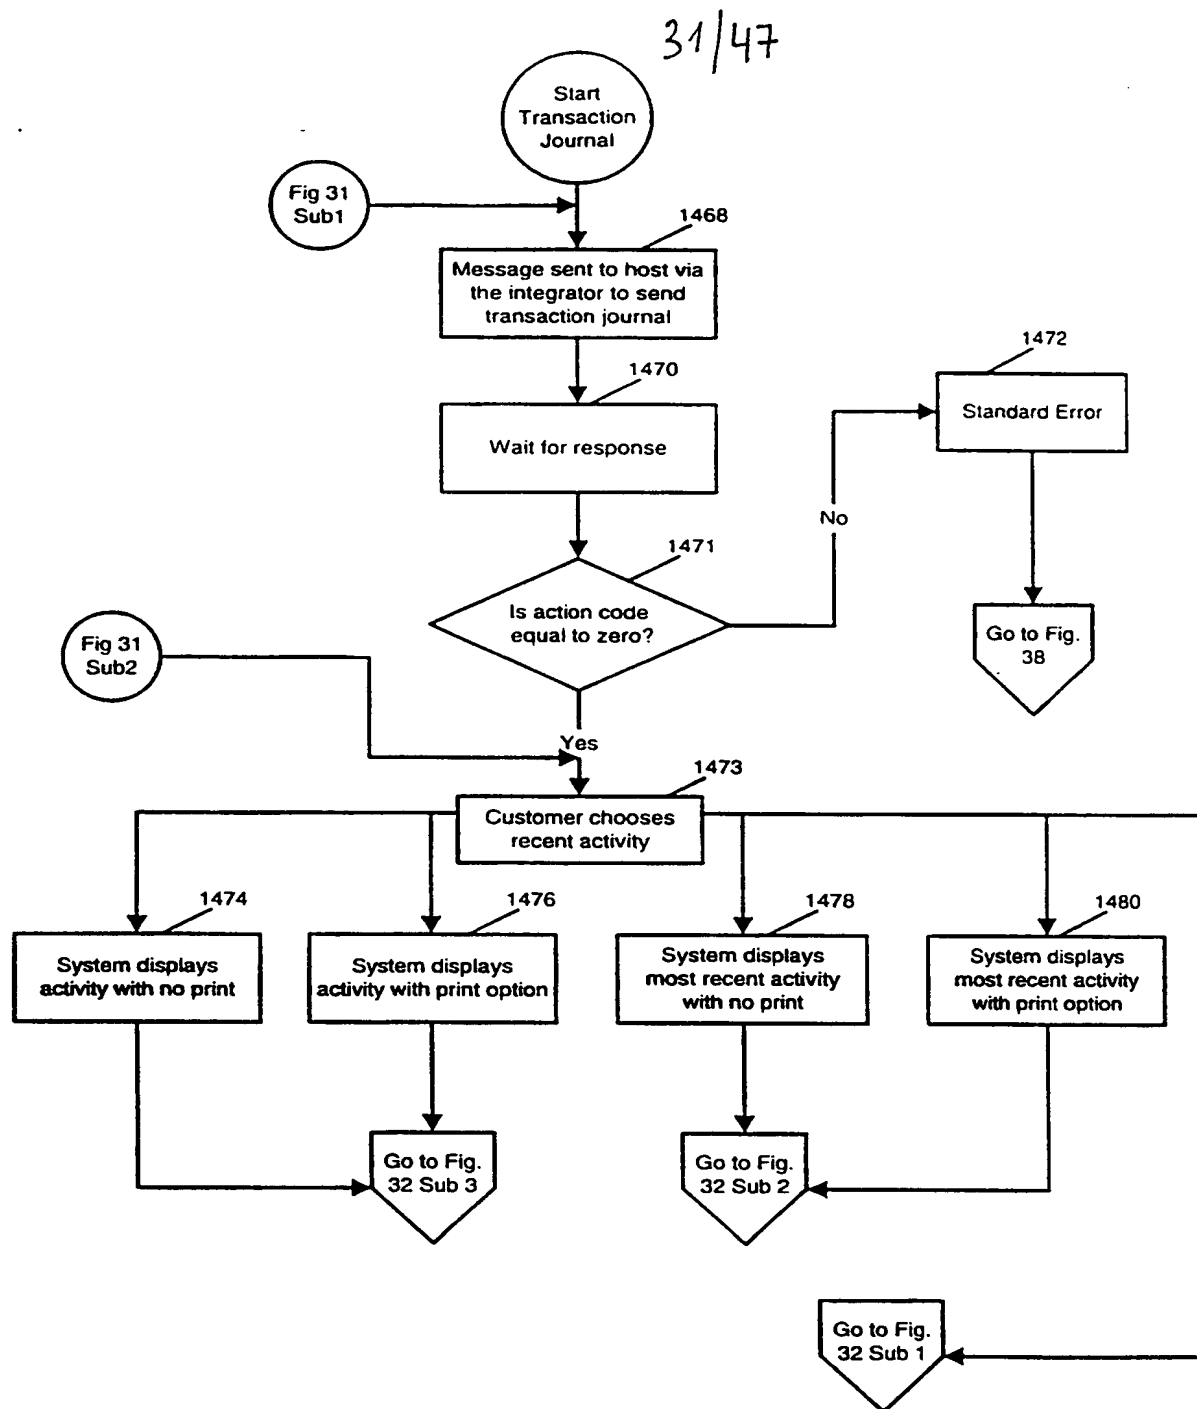 31/47
Start
Transaction
Journal
Fig 31
Sub1
1468
Message sent to host via
the integrator to send
transaction journal
1470
Wait for response
1472
Standard Error
No
1471
Is action code
equal to zero?
Go to Fig.
38
Fig 31
Sub2
Yes
1473
Customer chooses
recent activity
1474
System displays
activity with no print
1476
System displays
activity with print option
1478
System displays
most recent activity
with no print
1480
System displays
most recent activity
with print option
Go to Fig.
32 Sub 3
Go to Fig.
32 Sub 2
Go to Fig.
32 Sub 1